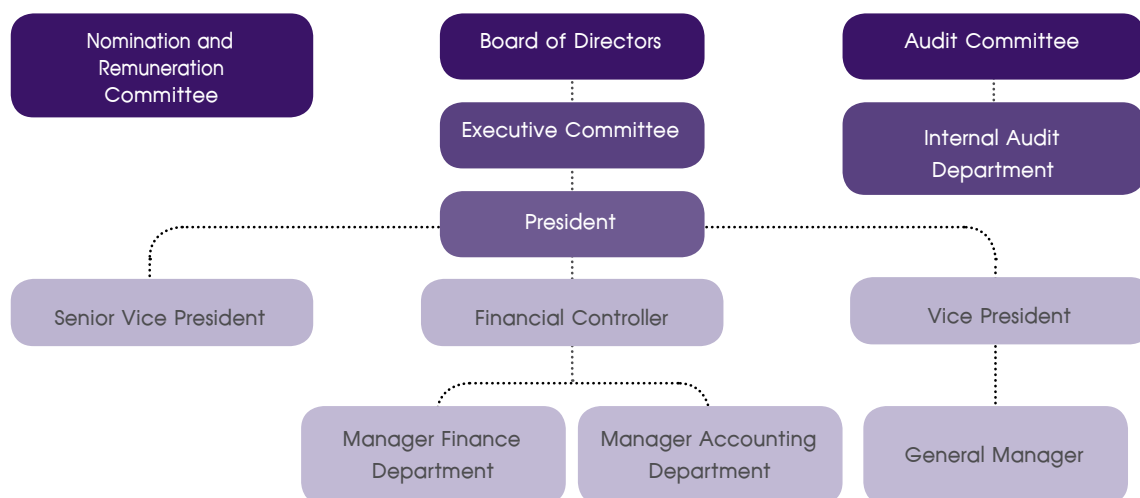 Nomination and
Remuneration
Committee
Board of Directors
Audit Committee
Executive Committee
Internal Audit
Department
President
Senior Vice President
Financial Controller
Vice President
Manager Finance
Department
Manager Accounting
Department
General Manager